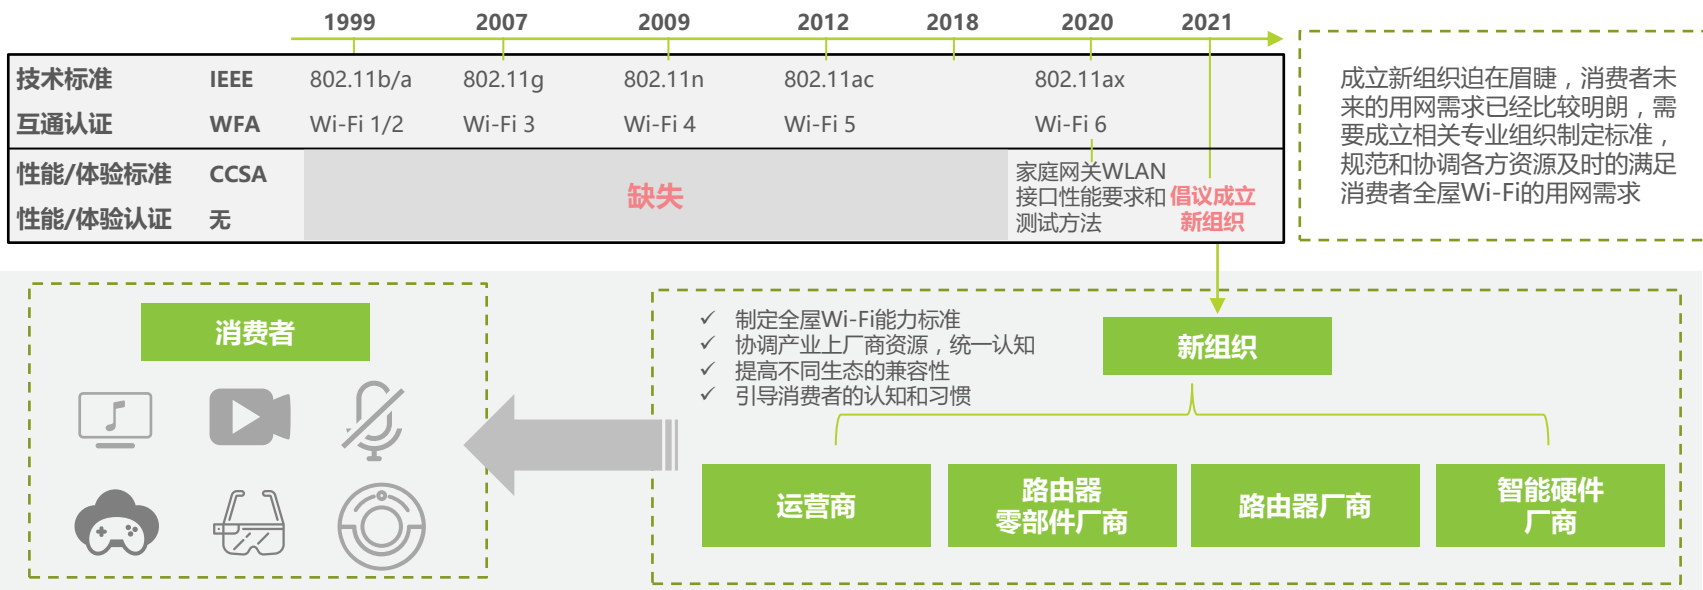 1999 2007 2009 2012 2018 2020 2021
技术标准 IEEE 802.11b/a 802.11g 802.11n 802.11ac 802.11ax
互通认证 WFA Wi-Fi 1/2 Wi-Fi 3 Wi-Fi 4 Wi-Fi 5 Wi-Fi 6
性能/体验标准 CCSA
性能/体验认证 无
缺失
家庭网关WLAN
接口性能要求和
测试方法
倡议成立
新组织
成立新组织迫在眉睫，消费者未
来的用网需求已经比较明朗，需
要成立相关专业组织制定标准，
规范和协调各方资源及时的满足
消费者全屋Wi-Fi的用网需求
消费者
✓ 制定全屋Wi-Fi能力标准
✓ 协调产业上厂商资源，统一认知
✓ 提高不同生态的兼容性
✓ 引导消费者的认知和习惯
新组织
运营商
路由器
零部件厂商
路由器厂商
智能硬件
厂商